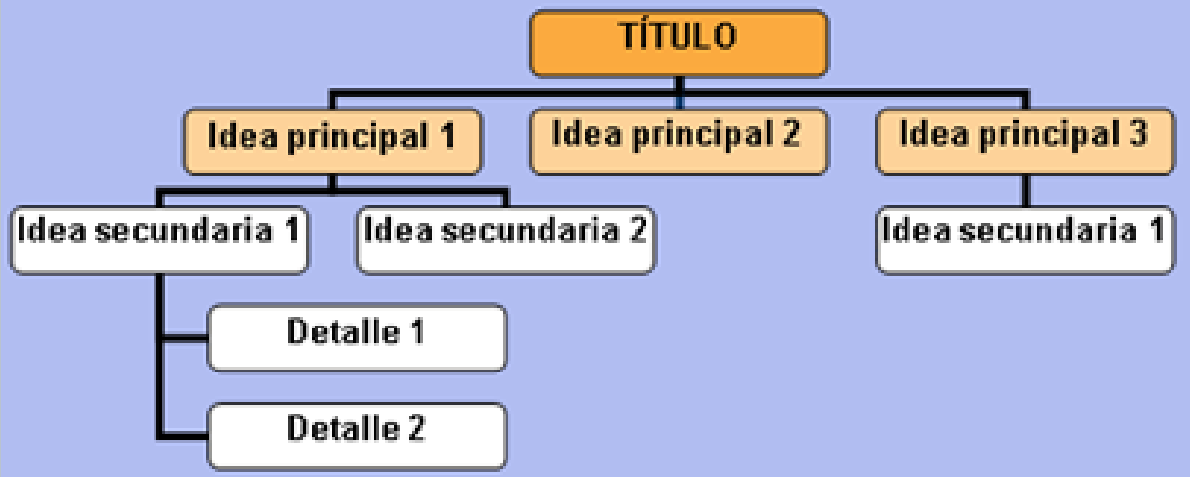 TÍTULO
Idea principal 1
Idea principal 2
Idea principal 3
Idea secundaria 1
Idea secundaria 2
Idea secundaria 1
Detalle 1
Detalle 2